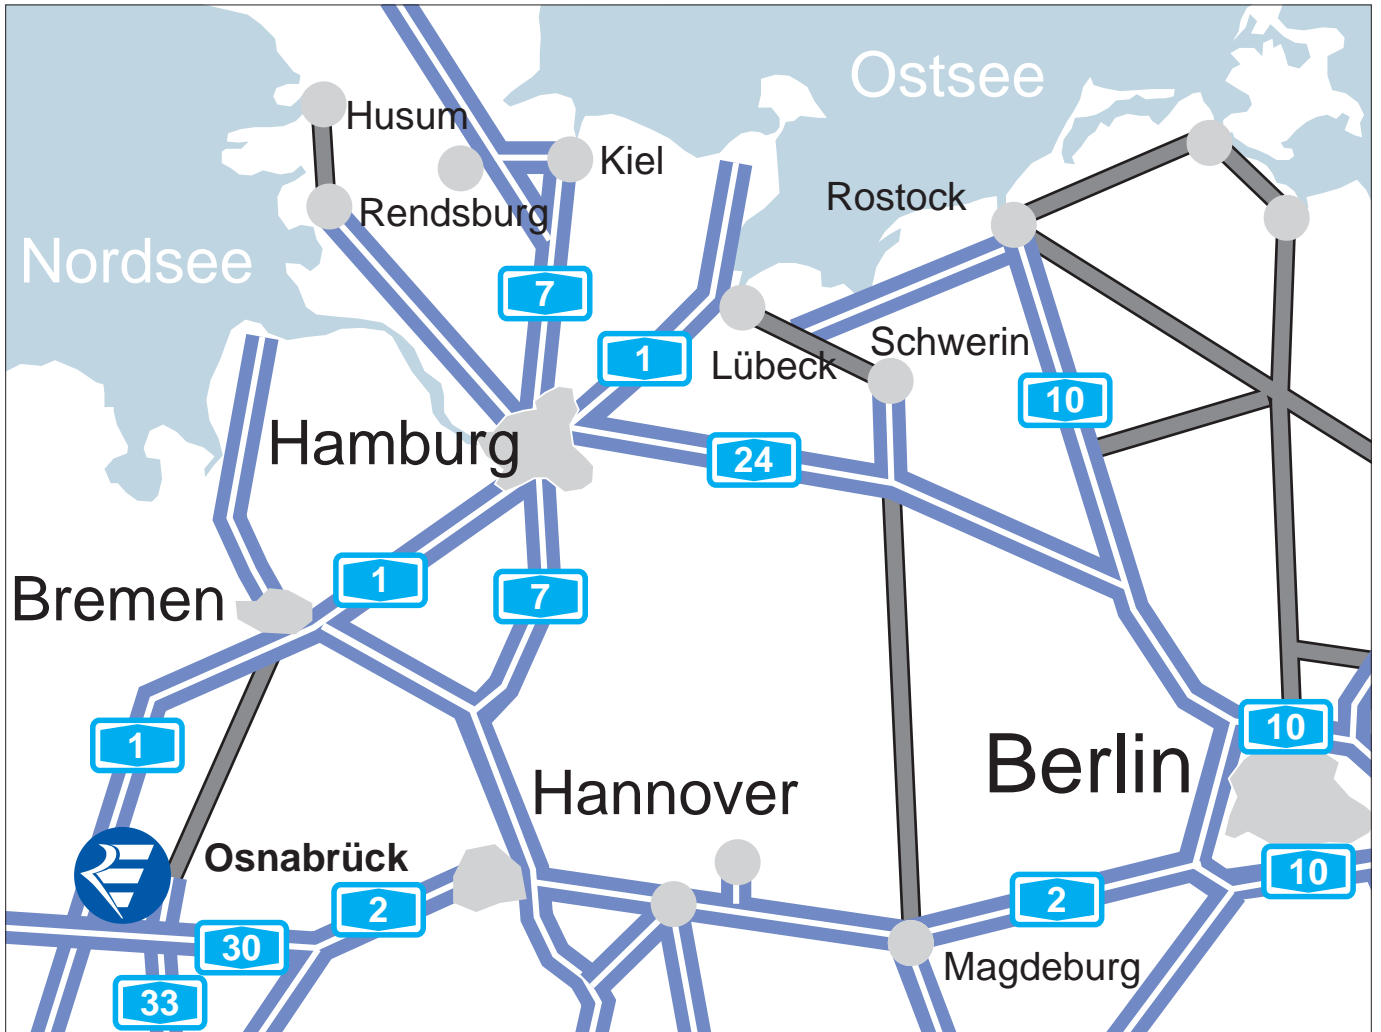 Ostsee
Husum
Kiel
Rostock
Rendsburg
Nordsee
7
1
Schwerin
Lübeck
10
Hamburg
24
1
7
Bremen
10
1
Berlin
Hannover
Osnabrück
10
2
2
30
Magdeburg
33